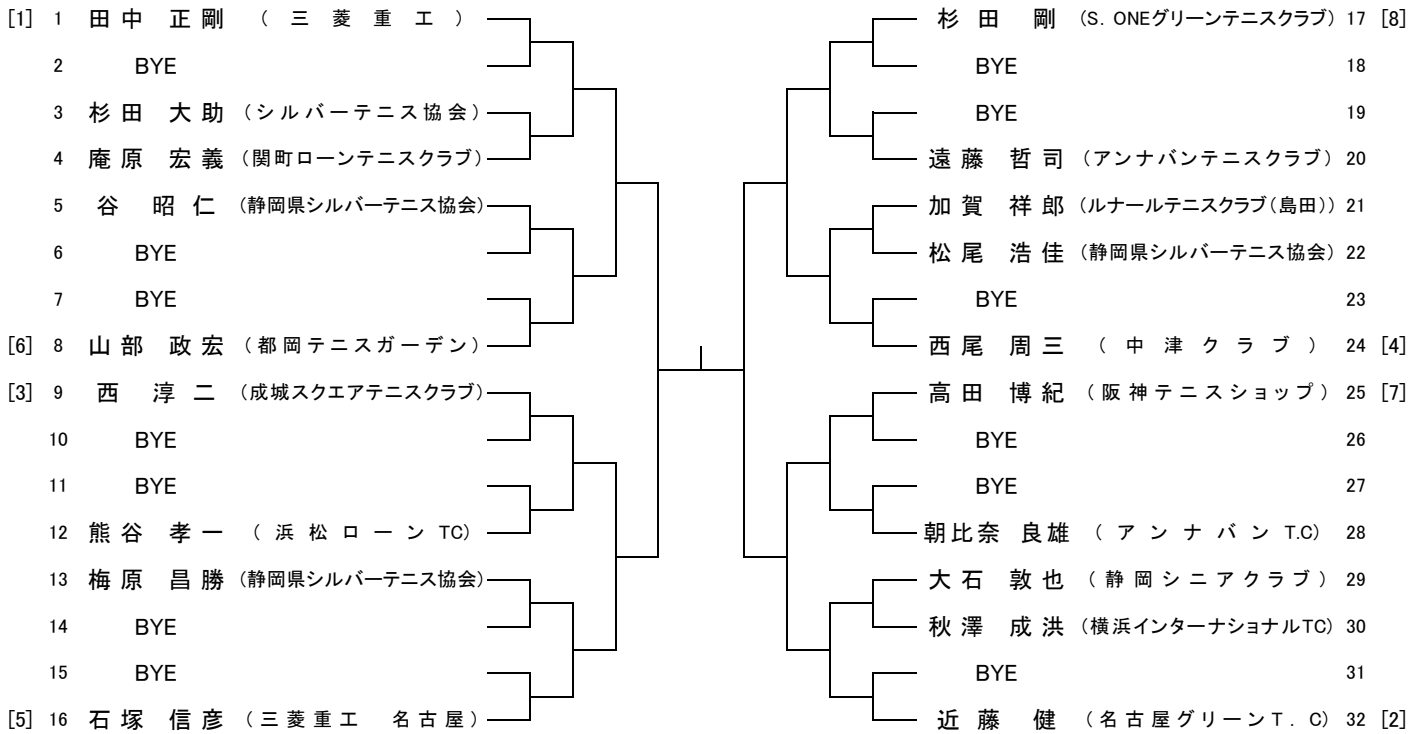 [1] 1 田中 正剛 (三菱重工)
2 BYE
3 杉田 大助 (シルバーテニス協会)
4 庵原 宏義 (関町ローンテニスクラブ)
5 谷 昭仁 (静岡県シルバーテニス協会)
6 BYE
7 BYE
[6] 8 山部 政宏 (都岡テニスガーデン)
[3] 9 西 淳二 (成城スクエアテニスクラブ)
10 BYE
11 BYE
12 熊谷 孝一 (浜松ローンTC)
13 梅原 昌勝 (静岡県シルバーテニス協会)
14 BYE
15 BYE
[5] 16 石塚 信彦 (三菱重工 名古屋)
杉田 剛 (S. ONEグリーンテニスクラブ) 17 [8]
BYE 18
BYE 19
遠藤 哲司 (アンナバンテニスクラブ) 20
加賀 祥郎 (ルナールテニスクラブ(島田)) 21
松尾 浩佳 (静岡県シルバーテニス協会) 22
BYE 23
西尾 周三 (中津クラブ) 24 [4]
高田 博紀 (阪神テニスショップ) 25 [7]
BYE 26
BYE 27
朝比奈 良雄 (アンナバンT.C) 28
大石 敦也 (静岡シニアクラブ) 29
秋澤 成洪 (横浜インターナショナルTC) 30
BYE 31
近藤 健 (名古屋グリーンT. C) 32 [2]